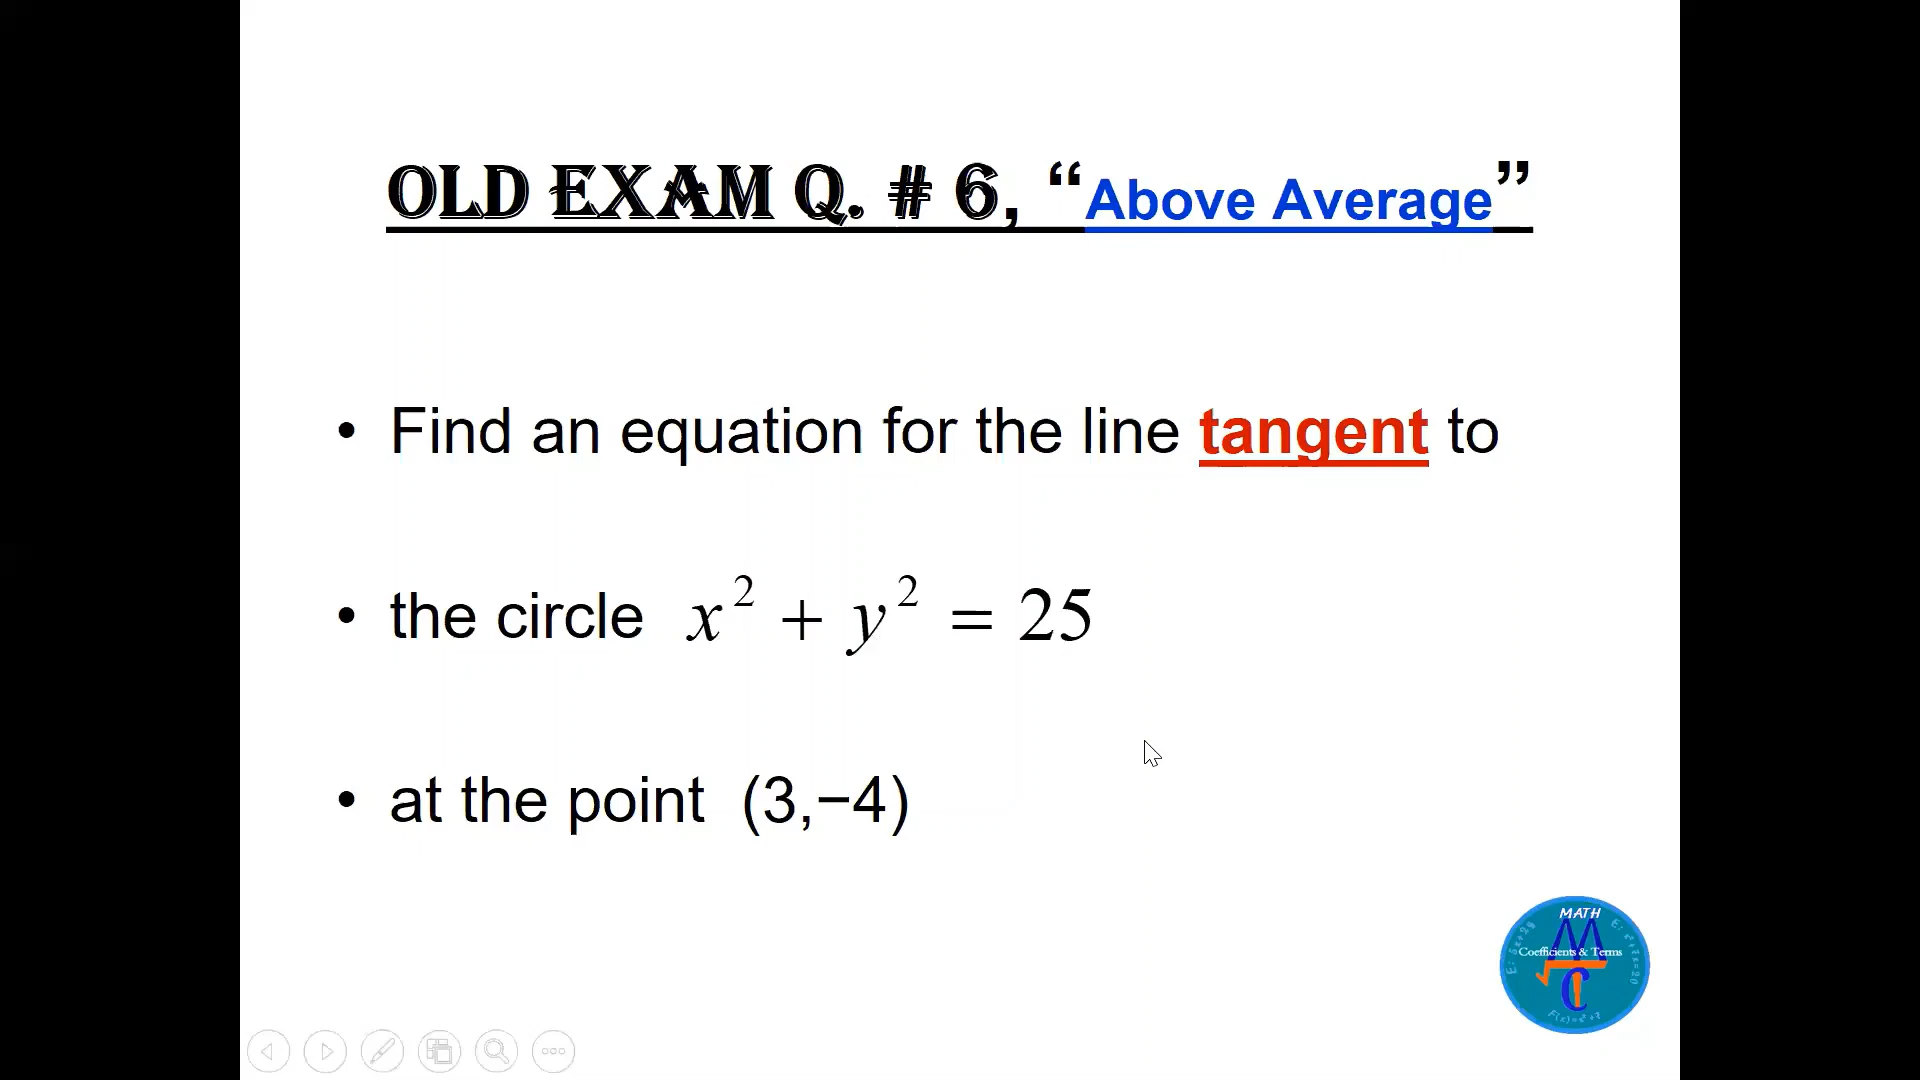 OLD EXAM Q. # 6, “Above Average”
• Find an equation for the line tangent to
• the circle x² + y² = 25
• at the point (3,−4)
MATH
Coefficients & Terms